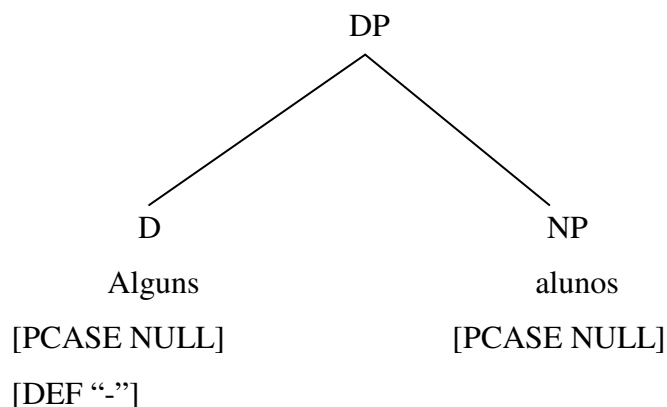 DP
D NP
Alguns alunos
[PCASE NULL] [PCASE NULL]
[DEF “-”]